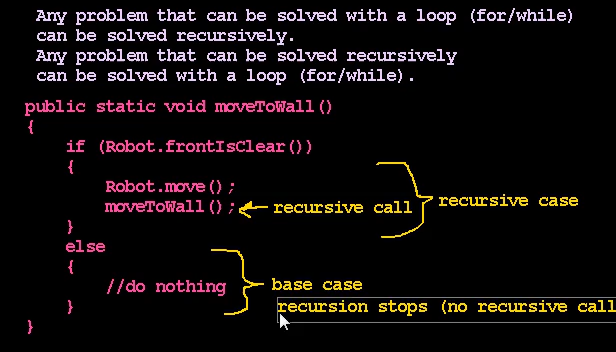 Any problem that can be solved with a loop (for/while)
can be solved recursively.
Any problem that can be solved recursively
can be solved with a loop (for/while).
public static void moveToWall()
{
if (Robot.frontIsClear())
{
Robot.move();
moveToWall(); recursive call recursive case
}
else
{
//do nothing base case
} recursion stops (no recursive call
}